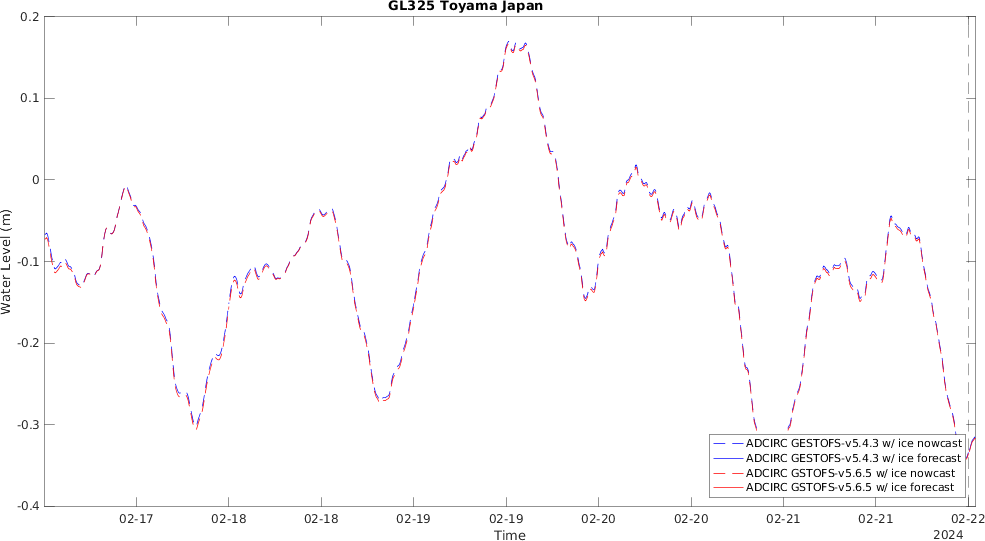 GL325 Toyama Japan
0.2
0.1
0
-0.1
-0.2
-0.3
-0.4
Water Level (m)
ADCIRC GESTOFS-v5.4.3 w/ ice nowcast
ADCIRC GESTOFS-v5.4.3 w/ ice forecast
ADCIRC GSTOFS-v5.6.5 w/ ice nowcast
ADCIRC GSTOFS-v5.6.5 w/ ice forecast
02-17 02-18 02-18 02-19 02-19 02-20 02-20 02-21 02-21 02-22
Time
2024